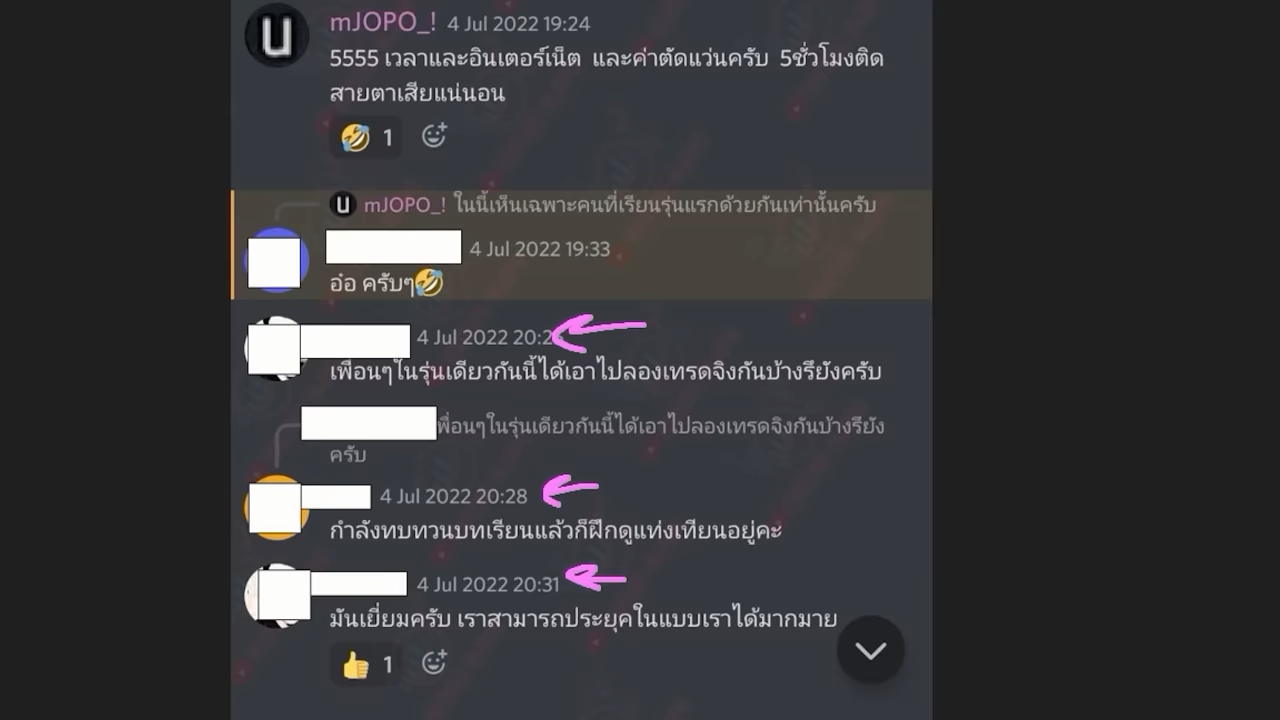 mJOPO_! 4 Jul 2022 19:24
5555 เวลาและอินเตอร์เน็ต และค่าตัดแว่นครับ 5ชั่วโมงติด
สายตาเสียแน่นอน
🤣 1
U mJOPO_! ในนี้เห็นเฉพาะคนที่เรียนรุ่นแรกด้วยกันเท่านั้นครับ
4 Jul 2022 19:33
อ๋อ ครับๆ🤣
4 Jul 2022 20:2
เพื่อนๆในรุ่นเดียวกันนี้ได้เอาไปลองเทรดจิงกันบ้างรึยังครับ
พื่อนๆในรุ่นเดียวกันนี้ได้เอาไปลองเทรดจิงกันบ้างรึยัง
ครับ
4 Jul 2022 20:28
กำลังทบทวนบทเรียนแล้วก็ฝึกดูแท่งเทียนอยู่คะ
4 Jul 2022 20:31
มันเยี่ยมครับ เราสามารถประยุคในแบบเราได้มากมาย
👍 1